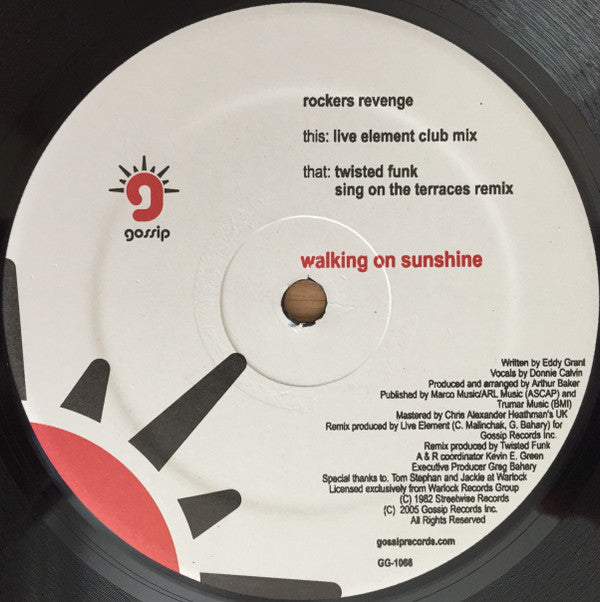 rockers revenge
this: live element club mix
that: twisted funk
sing on the terraces remix
gossip
walking on sunshine
Written by Eddy Grant
Vocals by Donnie Calvin
Produced and arranged by Arthur Baker
Published by Marco Music/ARL Music (ASCAP) and
Trumar Music (BMI)
Mastered by Chris Alexander Heathman's UK
Remix produced by Live Element (C. Malinchak, G. Bahary) for
Gossip Records Inc.
Remix produced by Twisted Funk
A & R coordinator Kevin E. Green
Executive Producer Greg Bahery
Special thanks to. Tom Stephan and Jackie at Warlock
Licensed exclusively from Warlock Records Group
(C) 1982 Streetwise Records
(C) 2005 Gossip Records Inc.
All Rights Reserved
gossiprecords.com
GG-1066